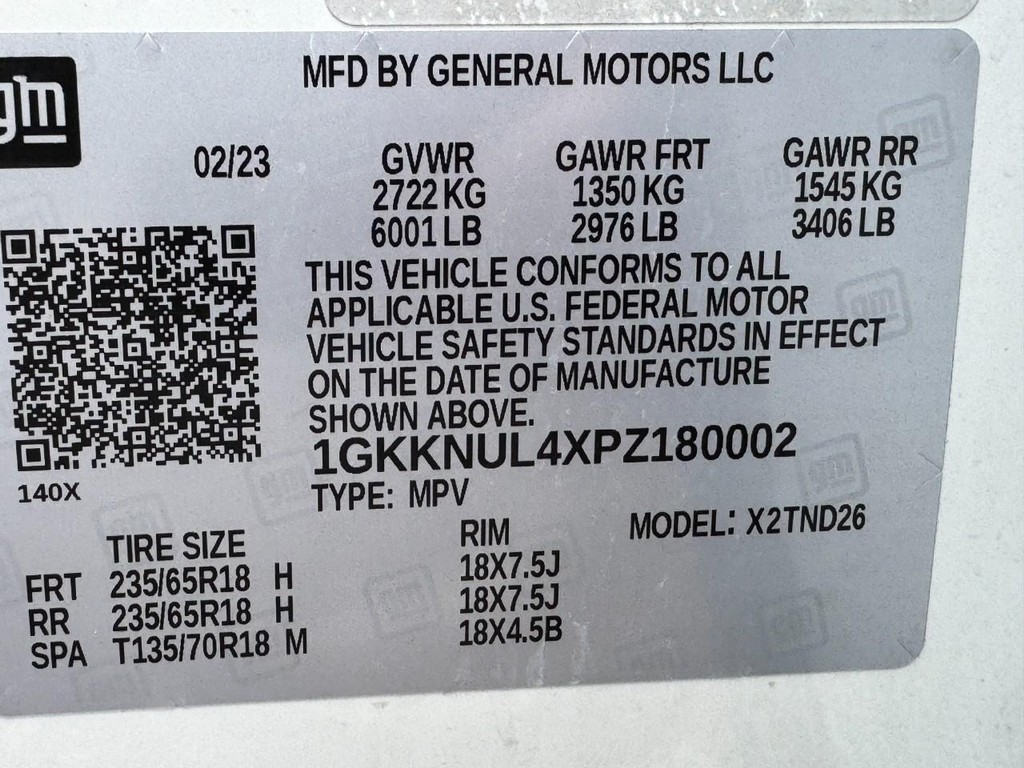 gm
MFD BY GENERAL MOTORS LLC
02/23 GVWR GAWR FRT GAWR RR
2722 KG 1350 KG 1545 KG
6001 LB 2976 LB 3406 LB
THIS VEHICLE CONFORMS TO ALL
APPLICABLE U.S. FEDERAL MOTOR
VEHICLE SAFETY STANDARDS IN EFFECT
ON THE DATE OF MANUFACTURE
SHOWN ABOVE.
1GKKNUL4XPZ180002
140X
TYPE: MPV
MODEL: X2TND26
TIRE SIZE RIM
FRT 235/65R18 H 18X7.5J
RR 235/65R18 H 18X7.5J
SPA T135/70R18 M 18X4.5B